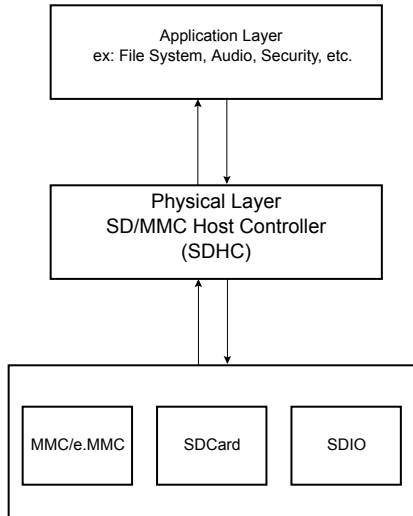 Application Layer
ex: File System, Audio, Security, etc.
Physical Layer
SD/MMC Host Controller
(SDHC)
MMC/e.MMC
SDCard
SDIO